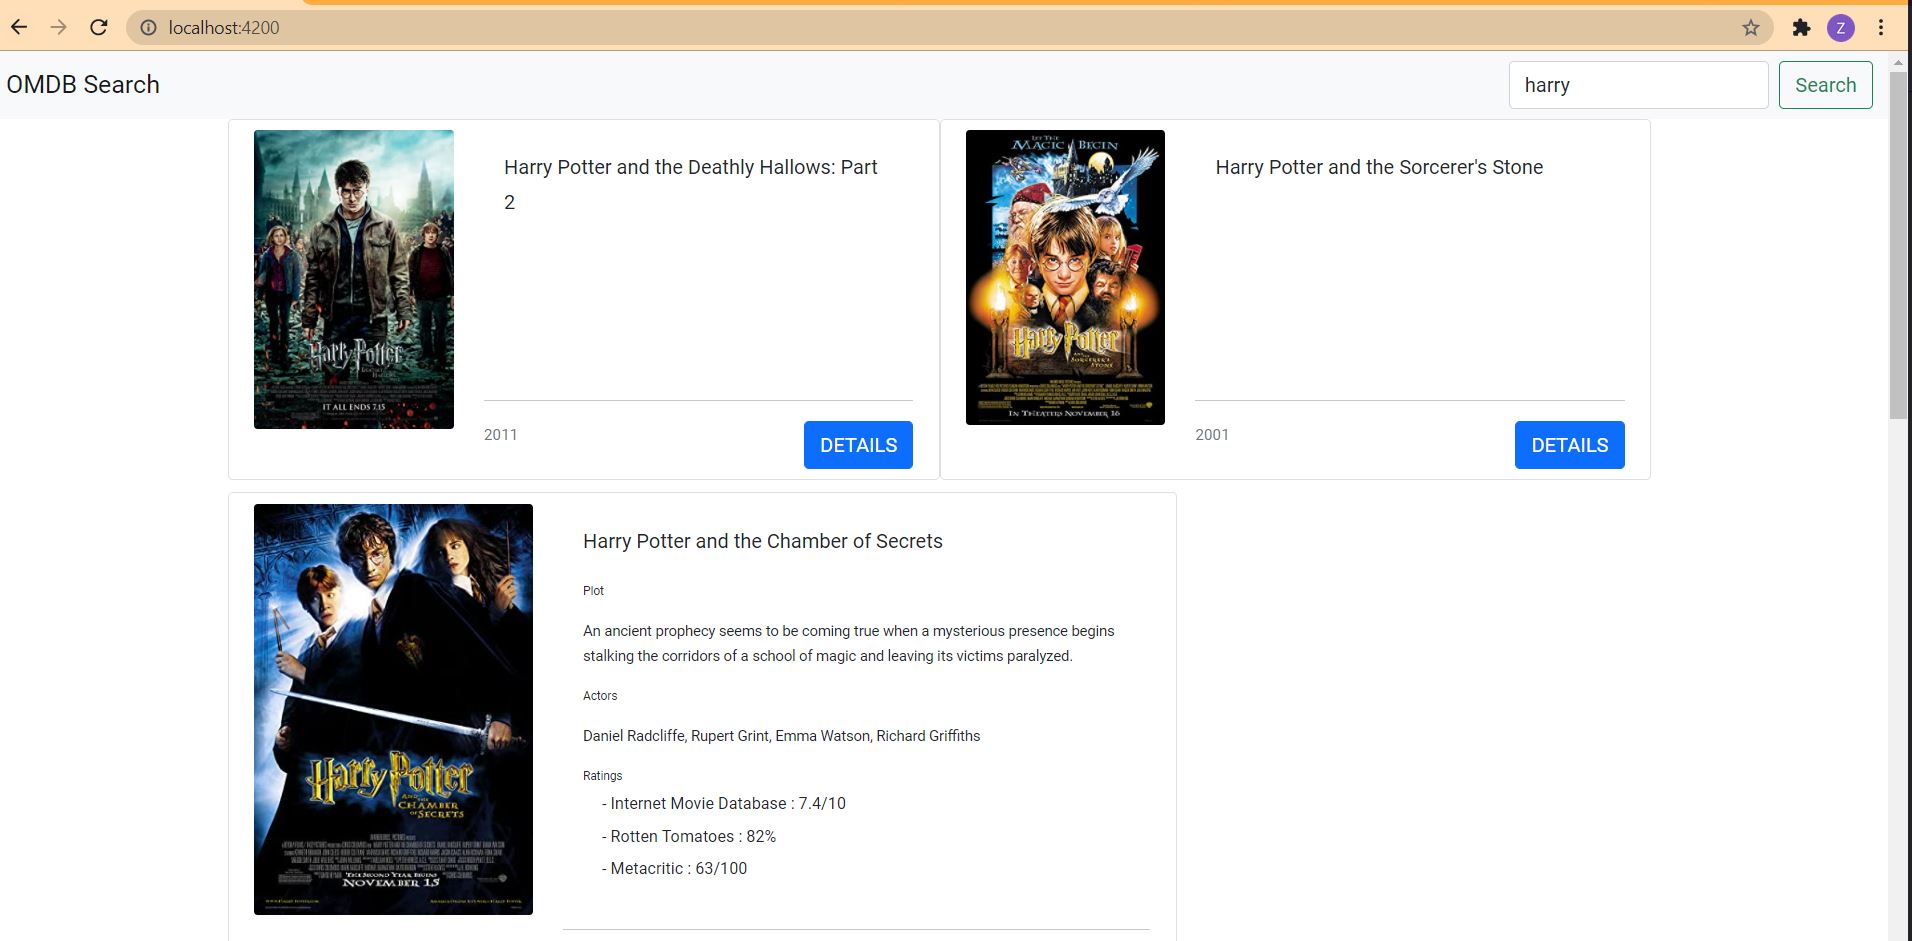 localhost:4200
Z
OMDB Search
harry
Search
Harry Potter and the Deathly Hallows: Part
2
Harry Potter
IT ALL ENDS 7.15
2011
DETAILS
LET THE
MAGIC BEGIN
Harry Potter
AND THE
SORCERER'S
STONE
IN THEATERS NOVEMBER 16
Harry Potter and the Sorcerer's Stone
2001
DETAILS
Harry Potter
AND THE
CHAMBER
OF SECRETS
THE SECOND YEAR BEGINS
NOVEMBER 15
Harry Potter and the Chamber of Secrets
Plot
An ancient prophecy seems to be coming true when a mysterious presence begins
stalking the corridors of a school of magic and leaving its victims paralyzed.
Actors
Daniel Radcliffe, Rupert Grint, Emma Watson, Richard Griffiths
Ratings
- Internet Movie Database : 7.4/10
- Rotten Tomatoes : 82%
- Metacritic : 63/100